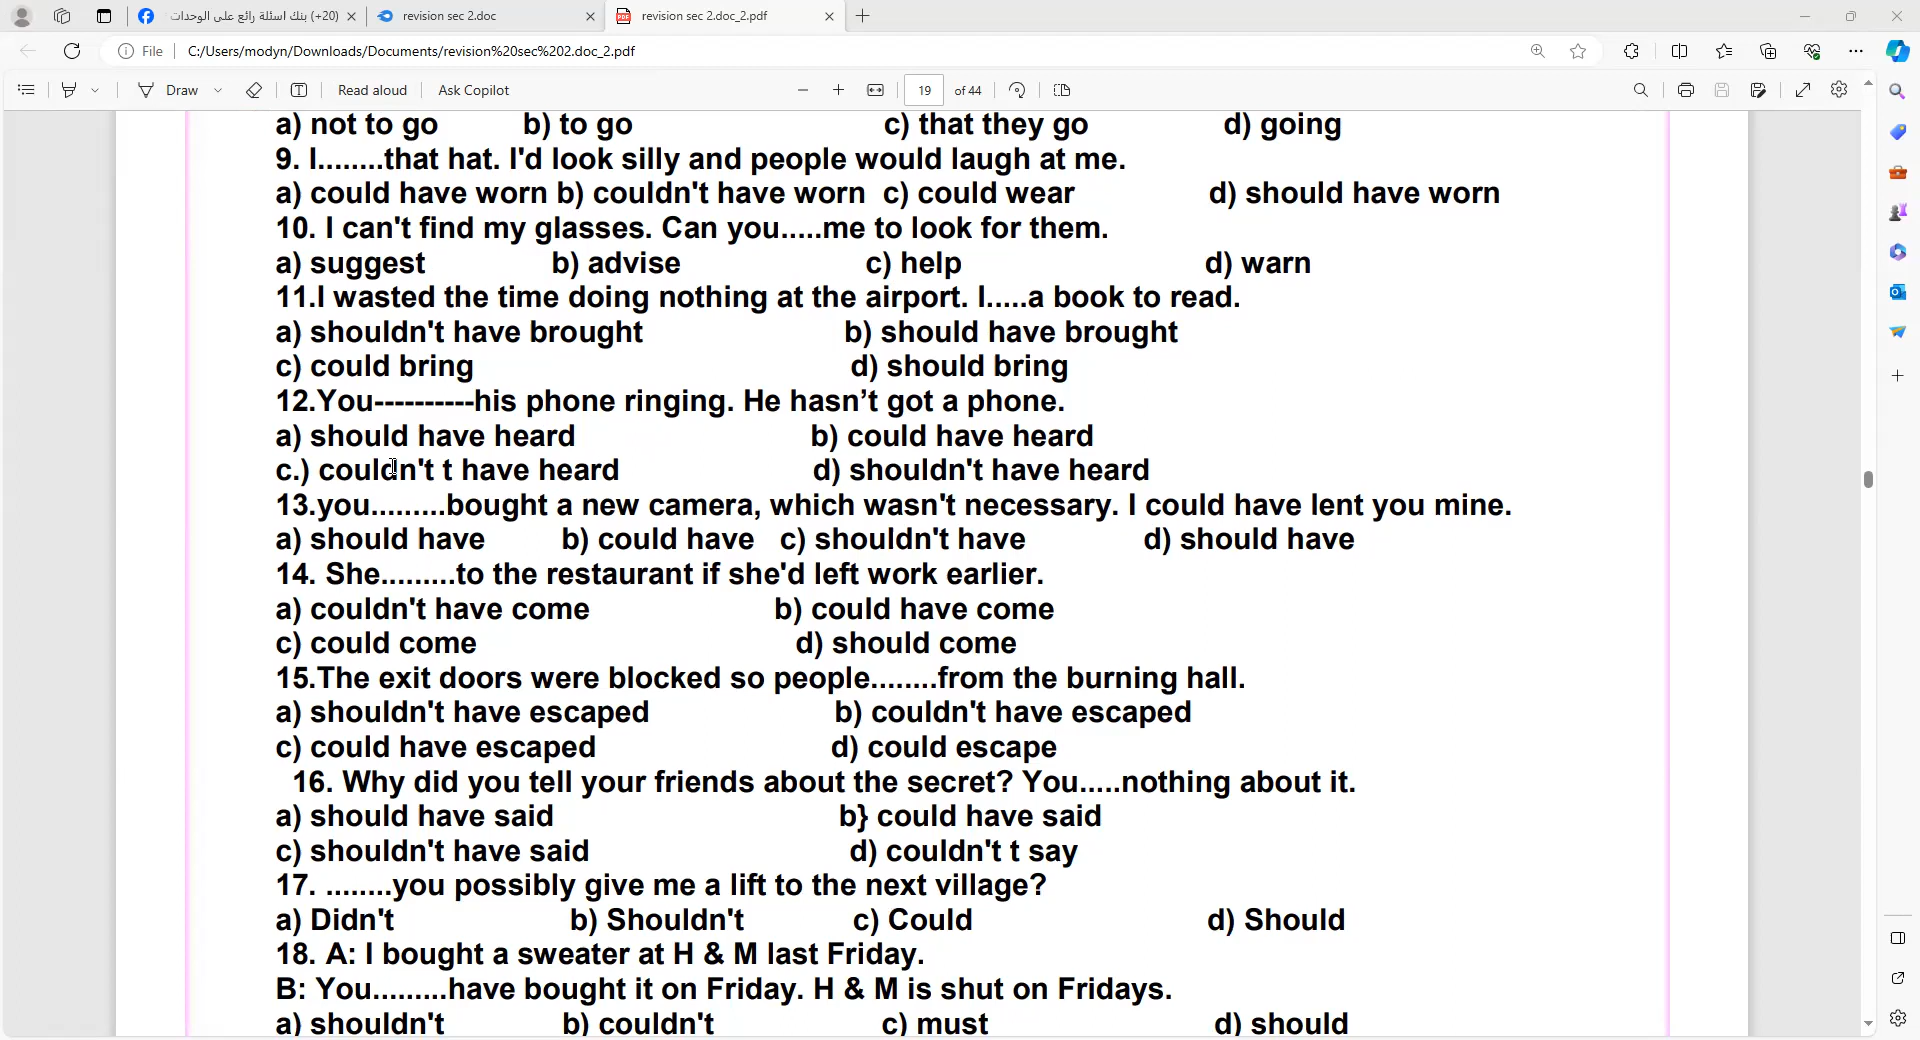 (20+) بنك اسئلة رائع على الوحدات
revision sec 2.doc
revision sec 2.doc_2.pdf
File
C:/Users/modyn/Downloads/Documents/revision%20sec%202.doc_2.pdf
Draw
Read aloud
Ask Copilot
19 of 44
a) not to go b) to go c) that they go d) going
9. I........that hat. I'd look silly and people would laugh at me.
a) could have worn b) couldn't have worn c) could wear d) should have worn
10. I can't find my glasses. Can you.....me to look for them.
a) suggest b) advise c) help d) warn
11.I wasted the time doing nothing at the airport. I.....a book to read.
a) shouldn't have brought b) should have brought
c) could bring d) should bring
12.You----------his phone ringing. He hasn’t got a phone.
a) should have heard b) could have heard
c.) couldn't t have heard d) shouldn't have heard
13.you.........bought a new camera, which wasn't necessary. I could have lent you mine.
a) should have b) could have c) shouldn't have d) should have
14. She.........to the restaurant if she'd left work earlier.
a) couldn't have come b) could have come
c) could come d) should come
15.The exit doors were blocked so people........from the burning hall.
a) shouldn't have escaped b) couldn't have escaped
c) could have escaped d) could escape
16. Why did you tell your friends about the secret? You.....nothing about it.
a) should have said b} could have said
c) shouldn't have said d) couldn't t say
17. ........you possibly give me a lift to the next village?
a) Didn't b) Shouldn't c) Could d) Should
18. A: I bought a sweater at H & M last Friday.
B: You.........have bought it on Friday. H & M is shut on Fridays.
a) shouldn't b) couldn't c) must d) should